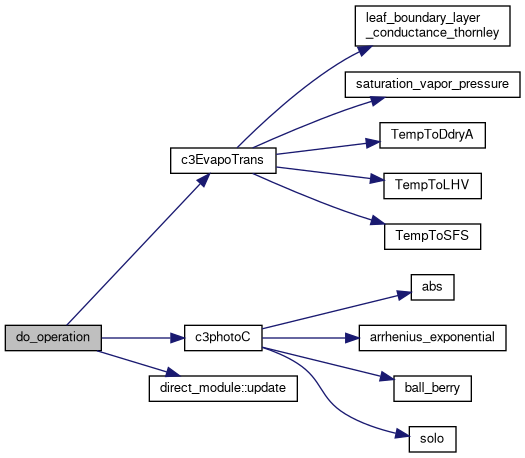 leaf_boundary_layer
_conductance_thornley
saturation_vapor_pressure
TempToDdryA
c3EvapoTrans
TempToLHV
TempToSFS
abs
do_operation
c3photoC
arrhenius_exponential
direct_module::update
ball_berry
solo